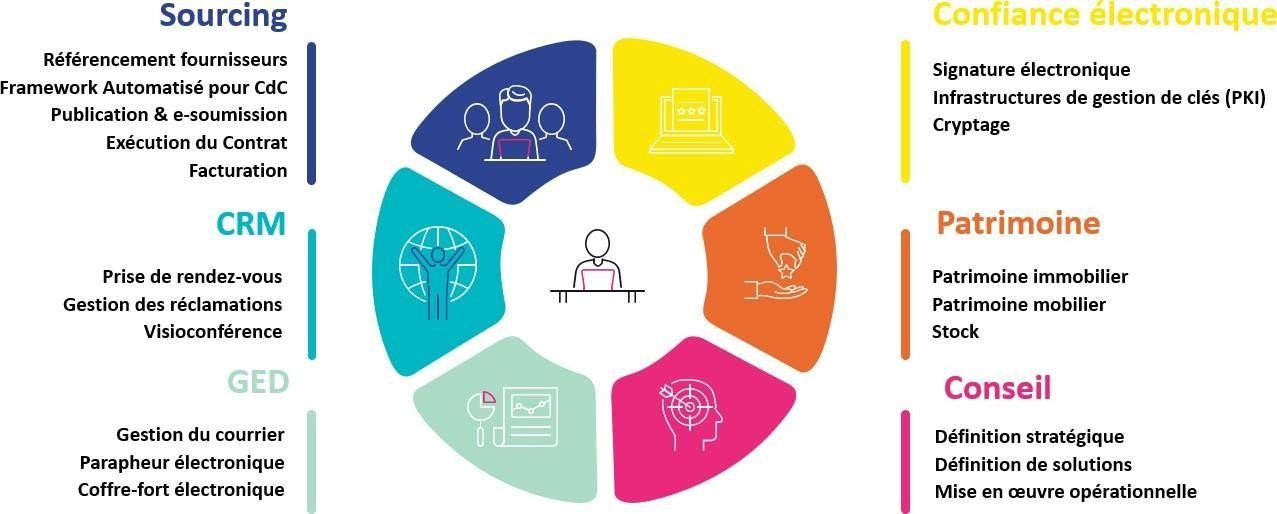 Sourcing
Référencement fournisseurs
Framework Automatisé pour CdC
Publication & e-soumission
Exécution du Contrat
Facturation
CRM
Prise de rendez-vous
Gestion des réclamations
Visioconférence
GED
Gestion du courrier
Parapheur électronique
Coffre-fort électronique
Confiance électronique
Signature électronique
Infrastructures de gestion de clés (PKI)
Cryptage
Patrimoine
Patrimoine immobilier
Patrimoine mobilier
Stock
Conseil
Définition stratégique
Définition de solutions
Mise en œuvre opérationnelle